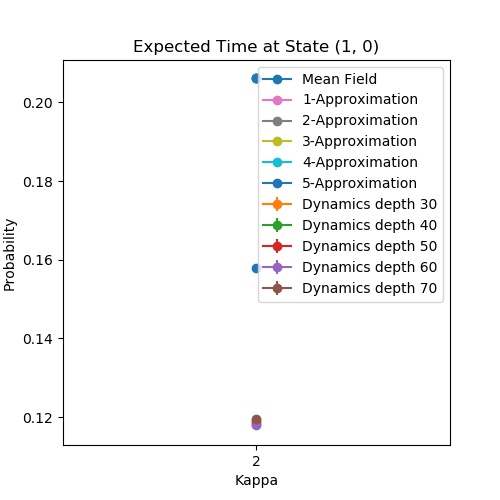 Expected Time at State (1, 0)
Mean Field
1-Approximation
2-Approximation
3-Approximation
4-Approximation
5-Approximation
Dynamics depth 30
Dynamics depth 40
Dynamics depth 50
Dynamics depth 60
Dynamics depth 70
Probability
0.20
0.18
0.16
0.14
0.12
2
Kappa